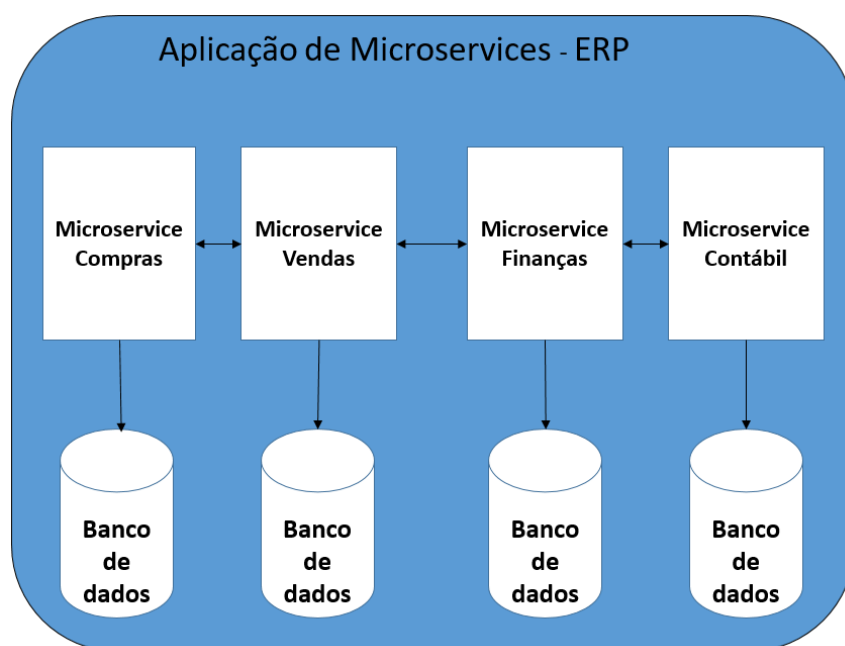 Aplicação de Microservices - ERP
Microservice
Compras
Microservice
Vendas
Microservice
Finanças
Microservice
Contábil
Banco
de
dados
Banco
de
dados
Banco
de
dados
Banco
de
dados